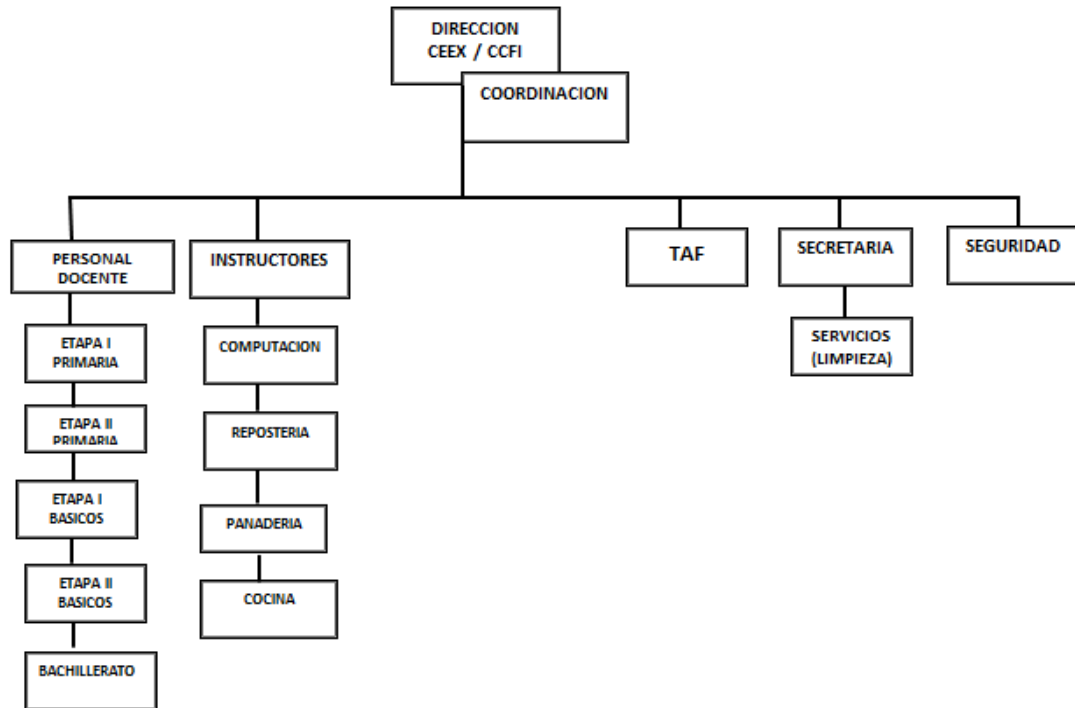 DIRECCION
CEEX / CCFI
COORDINACION
PERSONAL
DOCENTE
INSTRUCTORES
TAF
SECRETARIA
SEGURIDAD
ETAPA I
PRIMARIA
COMPUTACION
SERVICIOS
(LIMPIEZA)
ETAPA II
PRIMARIA
REPOSTERIA
ETAPA I
BASICOS
PANADERIA
ETAPA II
BASICOS
COCINA
BACHILLERATO